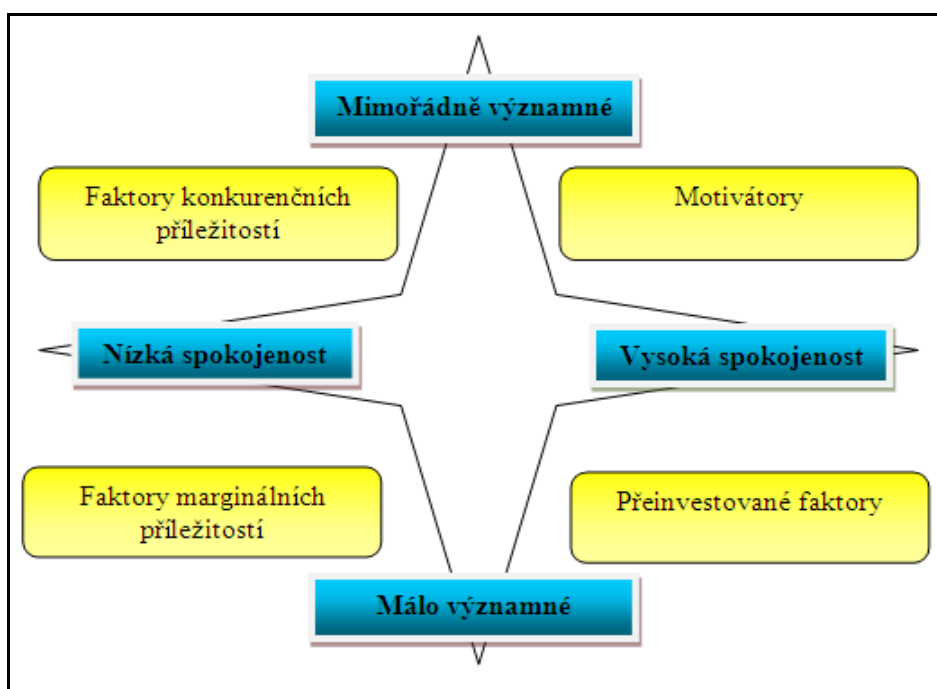 Mimořádně významné
Faktory konkurenčních
příležitostí
Motivátory
Nízká spokojenost
Vysoká spokojenost
Faktory marginálních
příležitostí
Přeinvestované faktory
Málo významné